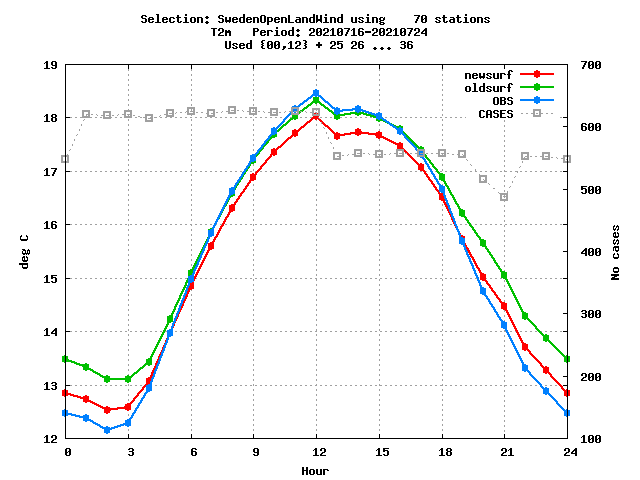 Selection: SwedenOpenLandWind using    70 stations
T2m   Period: 20210716-20210724
Used {00,12} + 25 26 ... 36
newsurf
oldsurf
OBS
CASES
19
18
17
16
15
14
13
12
deg C
700
600
500
400
300
200
100
No cases
0 3 6 9 12 15 18 21 24
Hour